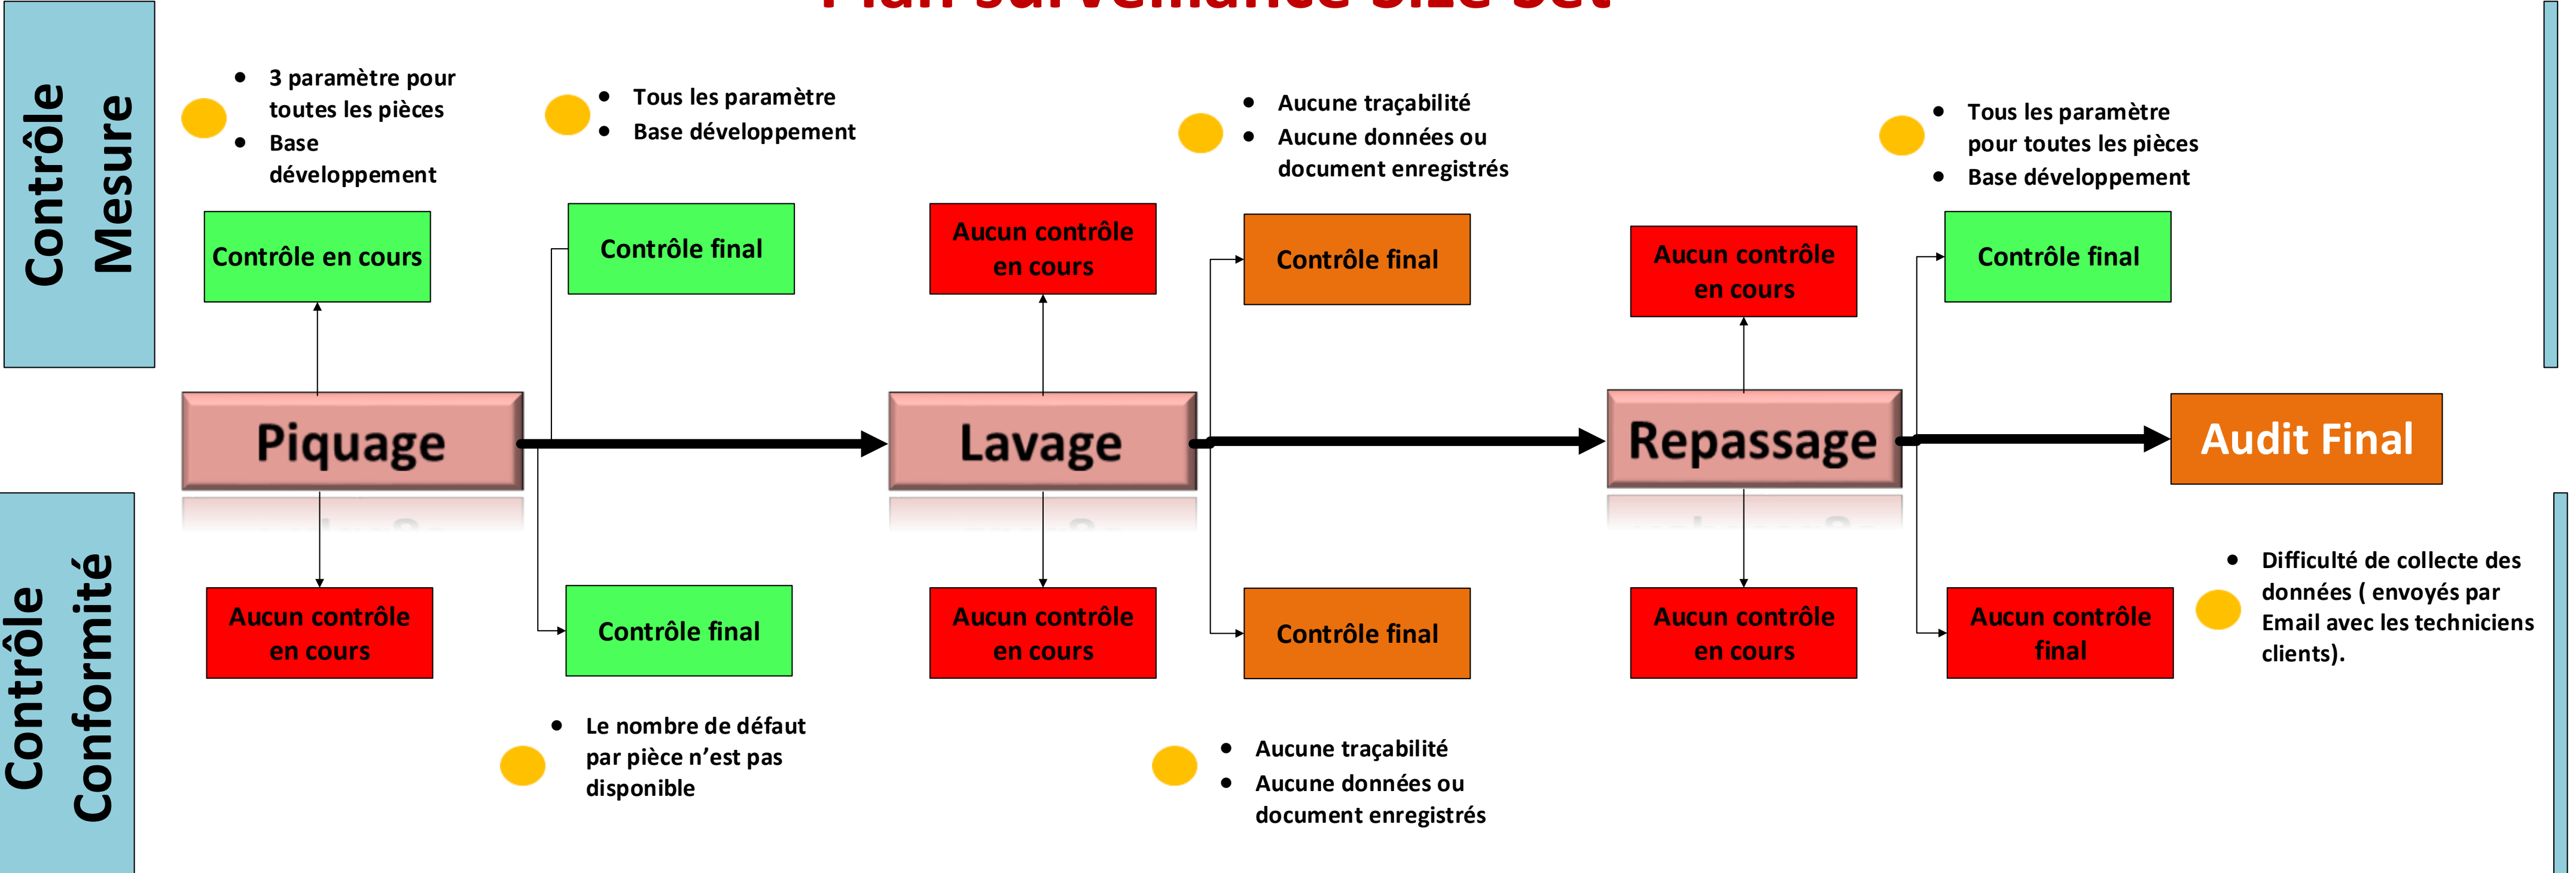 Plan surveillance Size Set
Contrôle
Mesure
• 3 paramètre pour
toutes les pièces
• Base
développement
• Tous les paramètre
• Base développement
• Aucune traçabilité
• Aucune données ou
document enregistrés
• Tous les paramètre
pour toutes les pièces
• Base développement
Contrôle en cours
Contrôle final
Aucun contrôle
en cours
Contrôle final
Aucun contrôle
en cours
Contrôle final
Piquage
Lavage
Repassage
Audit Final
Contrôle
Conformité
Aucun contrôle
en cours
Contrôle final
Aucun contrôle
en cours
Contrôle final
Aucun contrôle
en cours
Aucun contrôle
final
• Difficulté de collecte des
données ( envoyés par
Email avec les techniciens
clients).
• Le nombre de défaut
par pièce n’est pas
disponible
• Aucune traçabilité
• Aucune données ou
document enregistrés